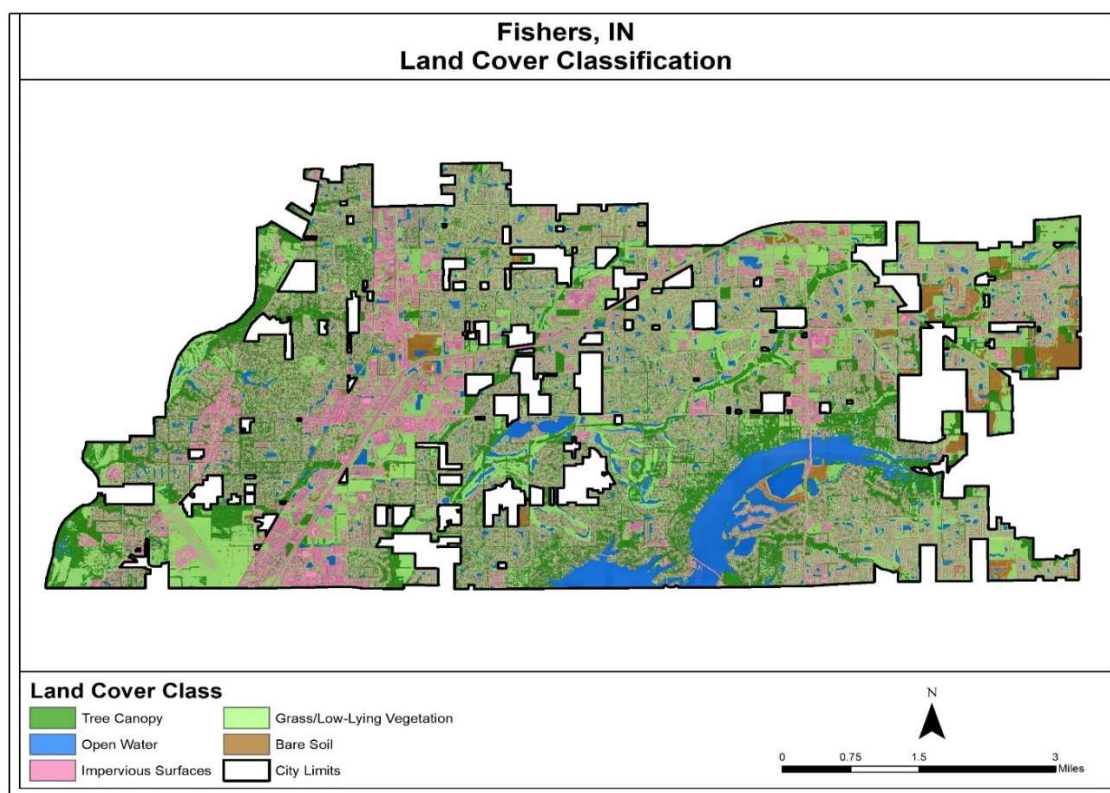 Fishers, IN
Land Cover Classification
Land Cover Class
Tree Canopy
Open Water
Impervious Surfaces
Grass/Low-Lying Vegetation
Bare Soil
City Limits
N
0 0.75 1.5 3
Miles